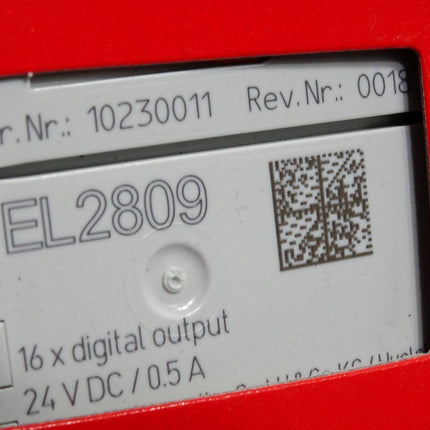 r.Nr.: 10230011 Rev.Nr.: 0018
EL2809
16 x digital output
24 V DC / 0.5 A